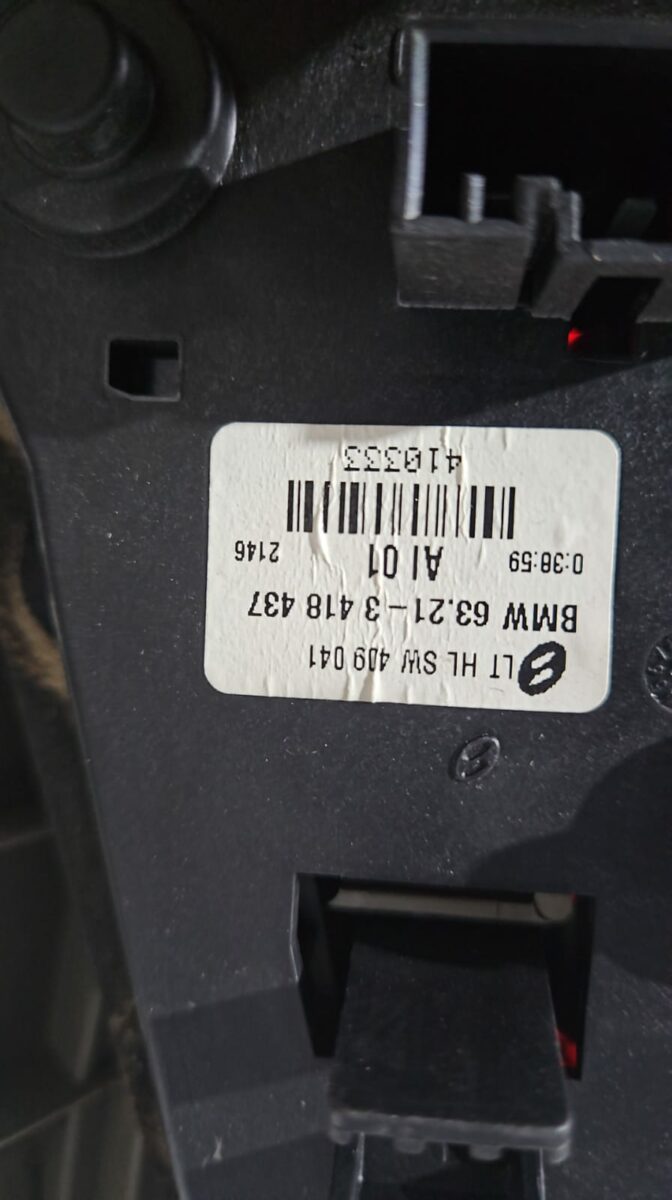 LT HL SW 409 041
BMW 63.21-3 418 437
0:38:59 AI 01 2146
410333